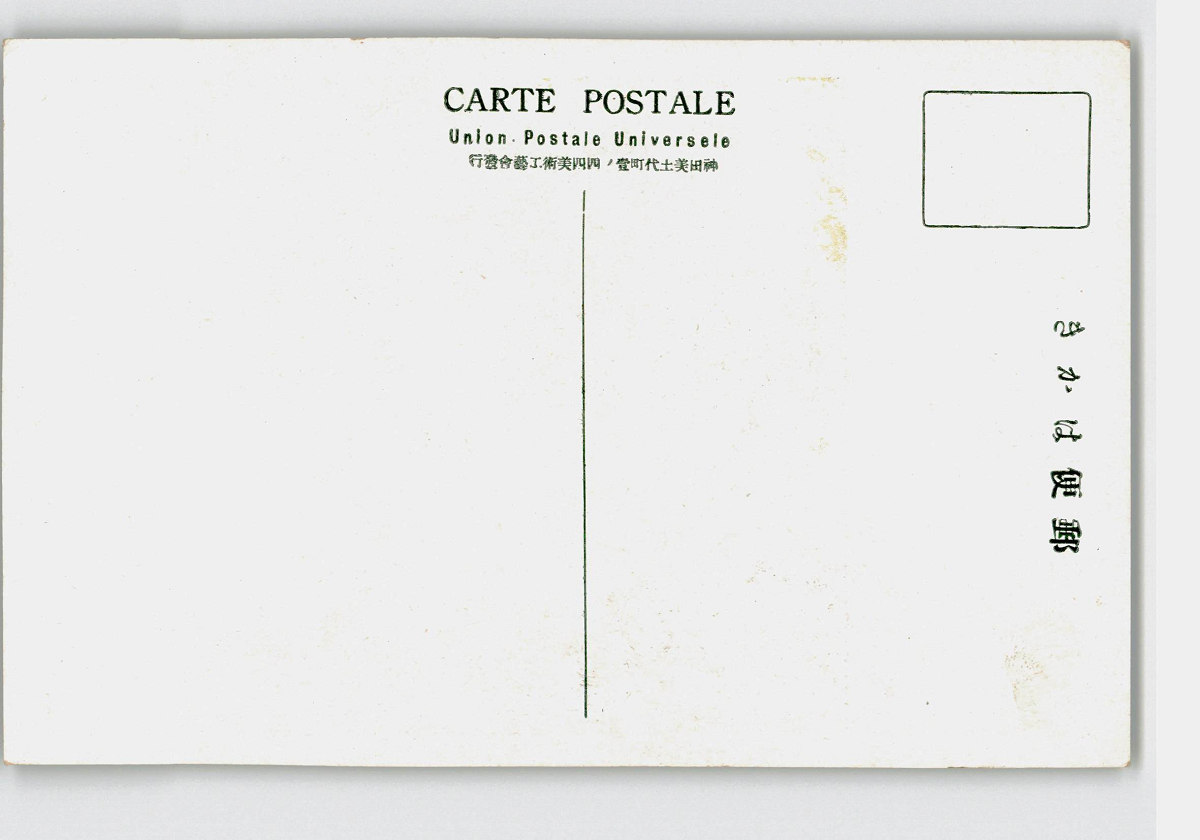 CARTE POSTALE
Union Postale Universele
神田美土代町壹ノ四四美術工藝會發行
郵便はかき